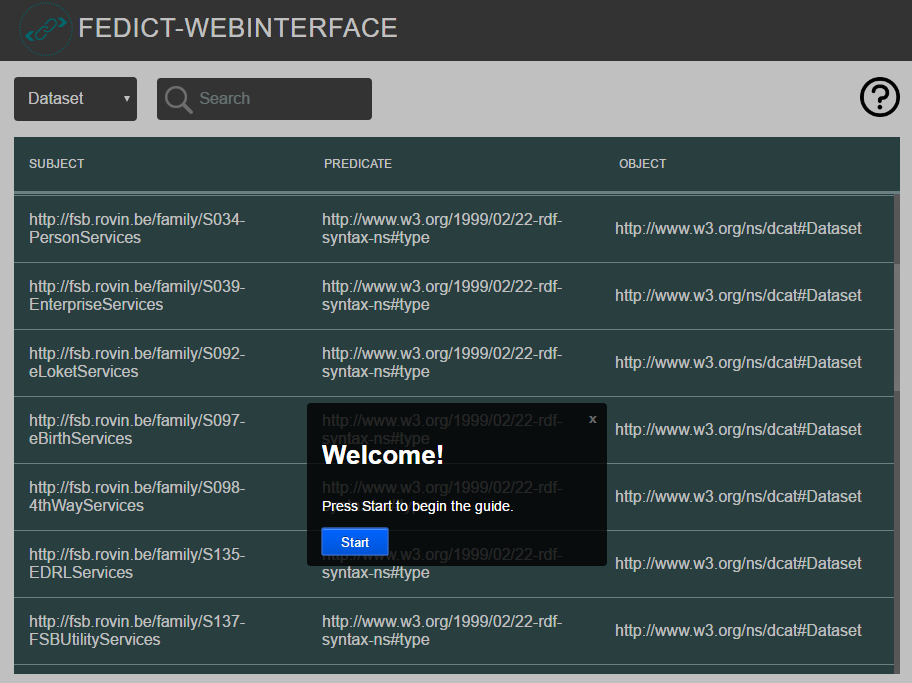 FEDICT-WEBINTERFACE
Dataset
Search
SUBJECT PREDICATE OBJECT
http://fsb.rovin.be/family/S034-
PersonServices
http://www.w3.org/1999/02/22-rdf-
syntax-ns#type
http://www.w3.org/ns/dcat#Dataset
http://fsb.rovin.be/family/S039-
EnterpriseServices
http://www.w3.org/1999/02/22-rdf-
syntax-ns#type
http://www.w3.org/ns/dcat#Dataset
http://fsb.rovin.be/family/S092-
eLoketServices
http://www.w3.org/1999/02/22-rdf-
syntax-ns#type
http://www.w3.org/ns/dcat#Dataset
http://fsb.rovin.be/family/S097-
eBirthServices
http://www.w3.org/1999/02/22-rdf-
syntax-ns#type
http://www.w3.org/ns/dcat#Dataset
x
Welcome!
Press Start to begin the guide.
Start
http://fsb.rovin.be/family/S098-
4thWayServices
http://www.w3.org/1999/02/22-rdf-
http://www.w3.org/ns/dcat#Dataset
http://fsb.rovin.be/family/S135-
EDRLServices
http://www.w3.org/1999/02/22-rdf-
syntax-ns#type
http://www.w3.org/ns/dcat#Dataset
http://fsb.rovin.be/family/S137-
FSBUtilityServices
http://www.w3.org/1999/02/22-rdf-
syntax-ns#type
http://www.w3.org/ns/dcat#Dataset